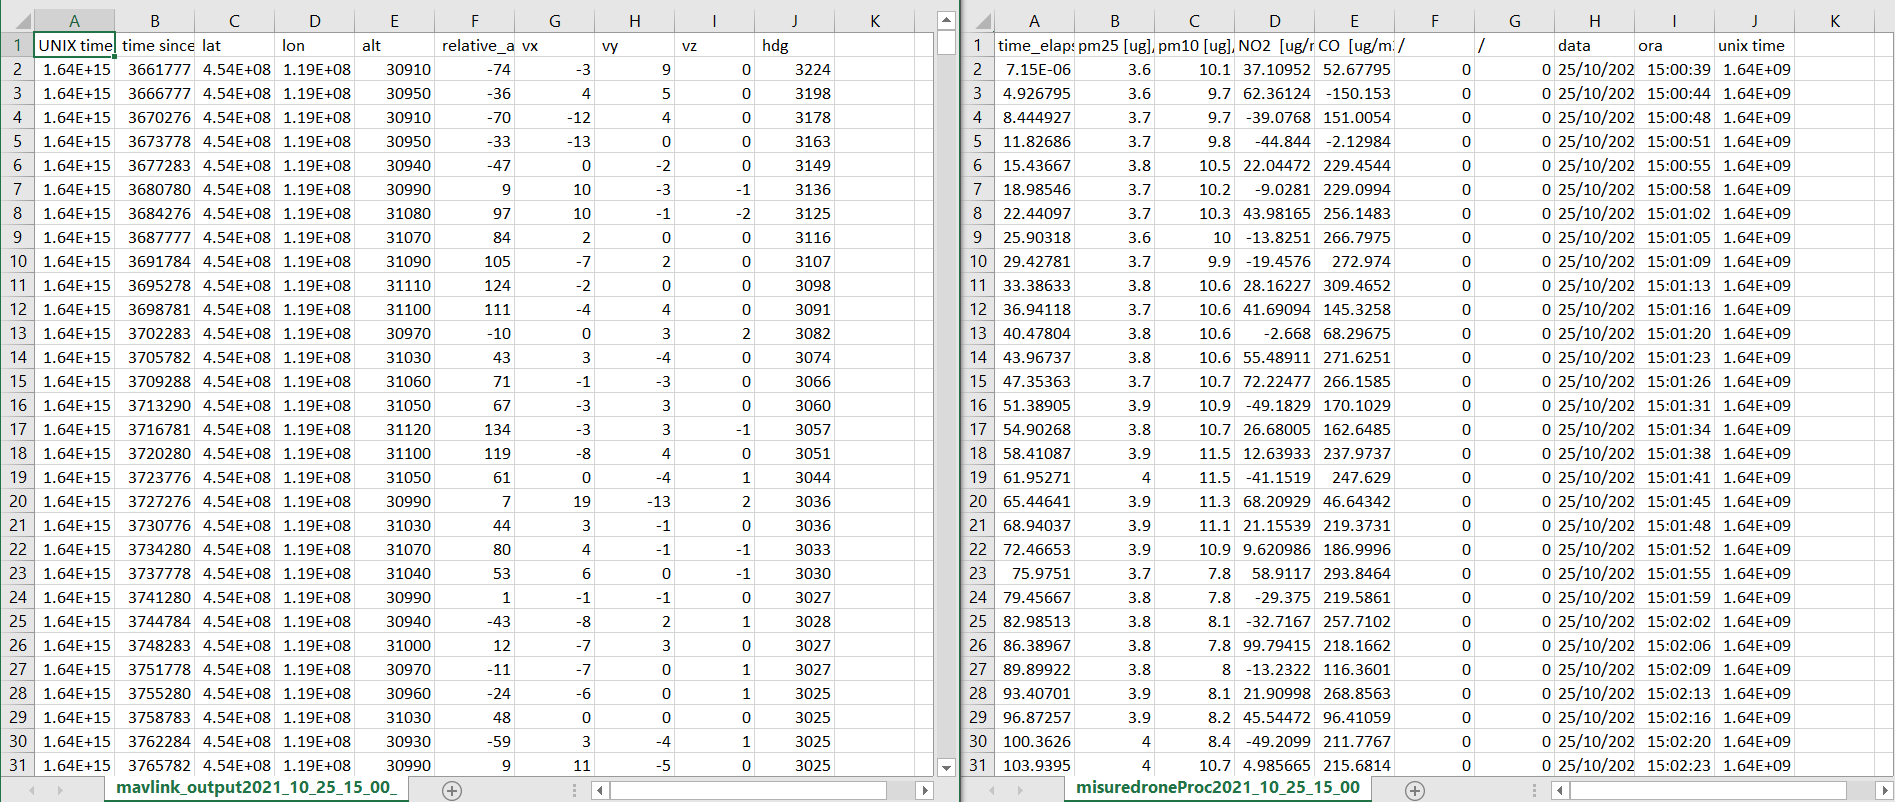 A B C D E F G H I J K
1 UNIX time time since lat lon alt relative_a vx vy vz hdg
2 1.64E+15 3661777 4.54E+08 1.19E+08 30910 -74 -3 9 0 3224
3 1.64E+15 3666777 4.54E+08 1.19E+08 30950 -36 4 5 0 3198
4 1.64E+15 3670276 4.54E+08 1.19E+08 30910 -70 -12 4 0 3178
5 1.64E+15 3673778 4.54E+08 1.19E+08 30950 -33 -13 0 0 3163
6 1.64E+15 3677283 4.54E+08 1.19E+08 30940 -47 0 -2 0 3149
7 1.64E+15 3680780 4.54E+08 1.19E+08 30990 9 10 -3 -1 3136
8 1.64E+15 3684276 4.54E+08 1.19E+08 31080 97 10 -1 -2 3125
9 1.64E+15 3687777 4.54E+08 1.19E+08 31070 84 2 0 0 3116
10 1.64E+15 3691784 4.54E+08 1.19E+08 31090 105 -7 2 0 3107
11 1.64E+15 3695278 4.54E+08 1.19E+08 31110 124 -2 0 0 3098
12 1.64E+15 3698781 4.54E+08 1.19E+08 31100 111 -4 4 0 3091
13 1.64E+15 3702283 4.54E+08 1.19E+08 30970 -10 0 3 2 3082
14 1.64E+15 3705782 4.54E+08 1.19E+08 31030 43 3 -4 0 3074
15 1.64E+15 3709288 4.54E+08 1.19E+08 31060 71 -1 -3 0 3066
16 1.64E+15 3713290 4.54E+08 1.19E+08 31050 67 -3 3 0 3060
17 1.64E+15 3716781 4.54E+08 1.19E+08 31120 134 -3 3 -1 3057
18 1.64E+15 3720280 4.54E+08 1.19E+08 31100 119 -8 4 0 3051
19 1.64E+15 3723776 4.54E+08 1.19E+08 31050 61 0 -4 1 3044
20 1.64E+15 3727276 4.54E+08 1.19E+08 30990 7 19 -13 2 3036
21 1.64E+15 3730776 4.54E+08 1.19E+08 31030 44 3 -1 0 3036
22 1.64E+15 3734280 4.54E+08 1.19E+08 31070 80 4 -1 -1 3033
23 1.64E+15 3737778 4.54E+08 1.19E+08 31040 53 6 0 -1 3030
24 1.64E+15 3741280 4.54E+08 1.19E+08 30990 1 -1 -1 0 3027
25 1.64E+15 3744784 4.54E+08 1.19E+08 30940 -43 -8 2 1 3028
26 1.64E+15 3748283 4.54E+08 1.19E+08 31000 12 -7 3 0 3027
27 1.64E+15 3751778 4.54E+08 1.19E+08 30970 -11 -7 0 1 3027
28 1.64E+15 3755280 4.54E+08 1.19E+08 30960 -24 -6 0 1 3025
29 1.64E+15 3758783 4.54E+08 1.19E+08 31030 48 0 0 0 3025
30 1.64E+15 3762284 4.54E+08 1.19E+08 30930 -59 3 -4 1 3025
31 1.64E+15 3765782 4.54E+08 1.19E+08 30990 9 11 -5 0 3025
mavlink_output2021_10_25_15_00_
A B C D E F G H I J K
1 time_elaps pm25 [ug], pm10 [ug], NO2 [ug/r CO [ug/m / / data ora unix time
2 7.15E-06 3.6 10.1 37.10952 52.67795 0 0 25/10/202 15:00:39 1.64E+09
3 4.926795 3.6 9.7 62.36124 -150.153 0 0 25/10/202 15:00:44 1.64E+09
4 8.444927 3.7 9.7 -39.0768 151.0054 0 0 25/10/202 15:00:48 1.64E+09
5 11.82686 3.7 9.8 -44.844 -2.12984 0 0 25/10/202 15:00:51 1.64E+09
6 15.43667 3.8 10.5 22.04472 229.4544 0 0 25/10/202 15:00:55 1.64E+09
7 18.98546 3.7 10.2 -9.0281 229.0994 0 0 25/10/202 15:00:58 1.64E+09
8 22.44097 3.7 10.3 43.98165 256.1483 0 0 25/10/202 15:01:02 1.64E+09
9 25.90318 3.6 10 -13.8251 266.7975 0 0 25/10/202 15:01:05 1.64E+09
10 29.42781 3.7 9.9 -19.4576 272.974 0 0 25/10/202 15:01:09 1.64E+09
11 33.38633 3.8 10.6 28.16227 309.4652 0 0 25/10/202 15:01:13 1.64E+09
12 36.94118 3.7 10.6 41.69094 145.3258 0 0 25/10/202 15:01:16 1.64E+09
13 40.47804 3.8 10.6 -2.668 68.29675 0 0 25/10/202 15:01:20 1.64E+09
14 43.96737 3.8 10.6 55.48911 271.6251 0 0 25/10/202 15:01:23 1.64E+09
15 47.35363 3.7 10.7 72.22477 266.1585 0 0 25/10/202 15:01:26 1.64E+09
16 51.38905 3.9 10.9 -49.1829 170.1029 0 0 25/10/202 15:01:31 1.64E+09
17 54.90268 3.8 10.7 26.68005 162.6485 0 0 25/10/202 15:01:34 1.64E+09
18 58.41087 3.9 11.5 12.63933 237.9737 0 0 25/10/202 15:01:38 1.64E+09
19 61.95271 4 11.5 -41.1519 247.629 0 0 25/10/202 15:01:41 1.64E+09
20 65.44641 3.9 11.3 68.20929 46.64342 0 0 25/10/202 15:01:45 1.64E+09
21 68.94037 3.9 11.1 21.15539 219.3731 0 0 25/10/202 15:01:48 1.64E+09
22 72.46653 3.9 10.9 9.620986 186.9996 0 0 25/10/202 15:01:52 1.64E+09
23 75.9751 3.7 7.8 58.9117 293.8464 0 0 25/10/202 15:01:55 1.64E+09
24 79.45667 3.8 7.8 -29.375 219.5861 0 0 25/10/202 15:01:59 1.64E+09
25 82.98513 3.8 8.1 -32.7167 257.7102 0 0 25/10/202 15:02:02 1.64E+09
26 86.38967 3.8 7.8 99.79415 218.1662 0 0 25/10/202 15:02:06 1.64E+09
27 89.89922 3.8 8 -13.2322 116.3601 0 0 25/10/202 15:02:09 1.64E+09
28 93.40701 3.9 8.1 21.90998 268.8563 0 0 25/10/202 15:02:13 1.64E+09
29 96.87257 3.9 8.2 45.54472 96.41059 0 0 25/10/202 15:02:16 1.64E+09
30 100.3626 4 8.4 -49.2099 211.7767 0 0 25/10/202 15:02:20 1.64E+09
31 103.9395 4 10.7 4.985665 215.6814 0 0 25/10/202 15:02:23 1.64E+09
misuredroneProc2021_10_25_15_00